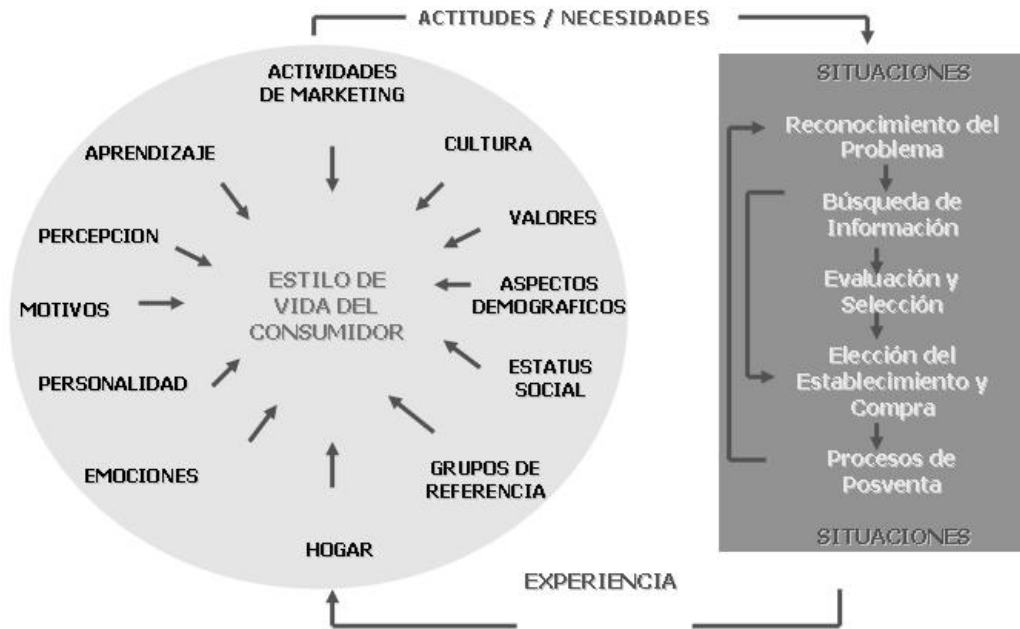 ACTITUDES / NECESIDADES
ACTIVIDADES
DE MARKETING
APRENDIZAJE
CULTURA
PERCEPCION
VALORES
MOTIVOS
ESTILO DE
VIDA DEL
CONSUMIDOR
ASPECTOS
DEMOGRAFICOS
PERSONALIDAD
ESTATUS
SOCIAL
EMOCIONES
GRUPOS DE
REFERENCIA
HOGAR
SITUACIONES
Reconocimiento del
Problema
Búsqueda de
Información
Evaluación y
Selección
Elección del
Establecimiento y
Compra
Procesos de
Posventa
SITUACIONES
EXPERIENCIA